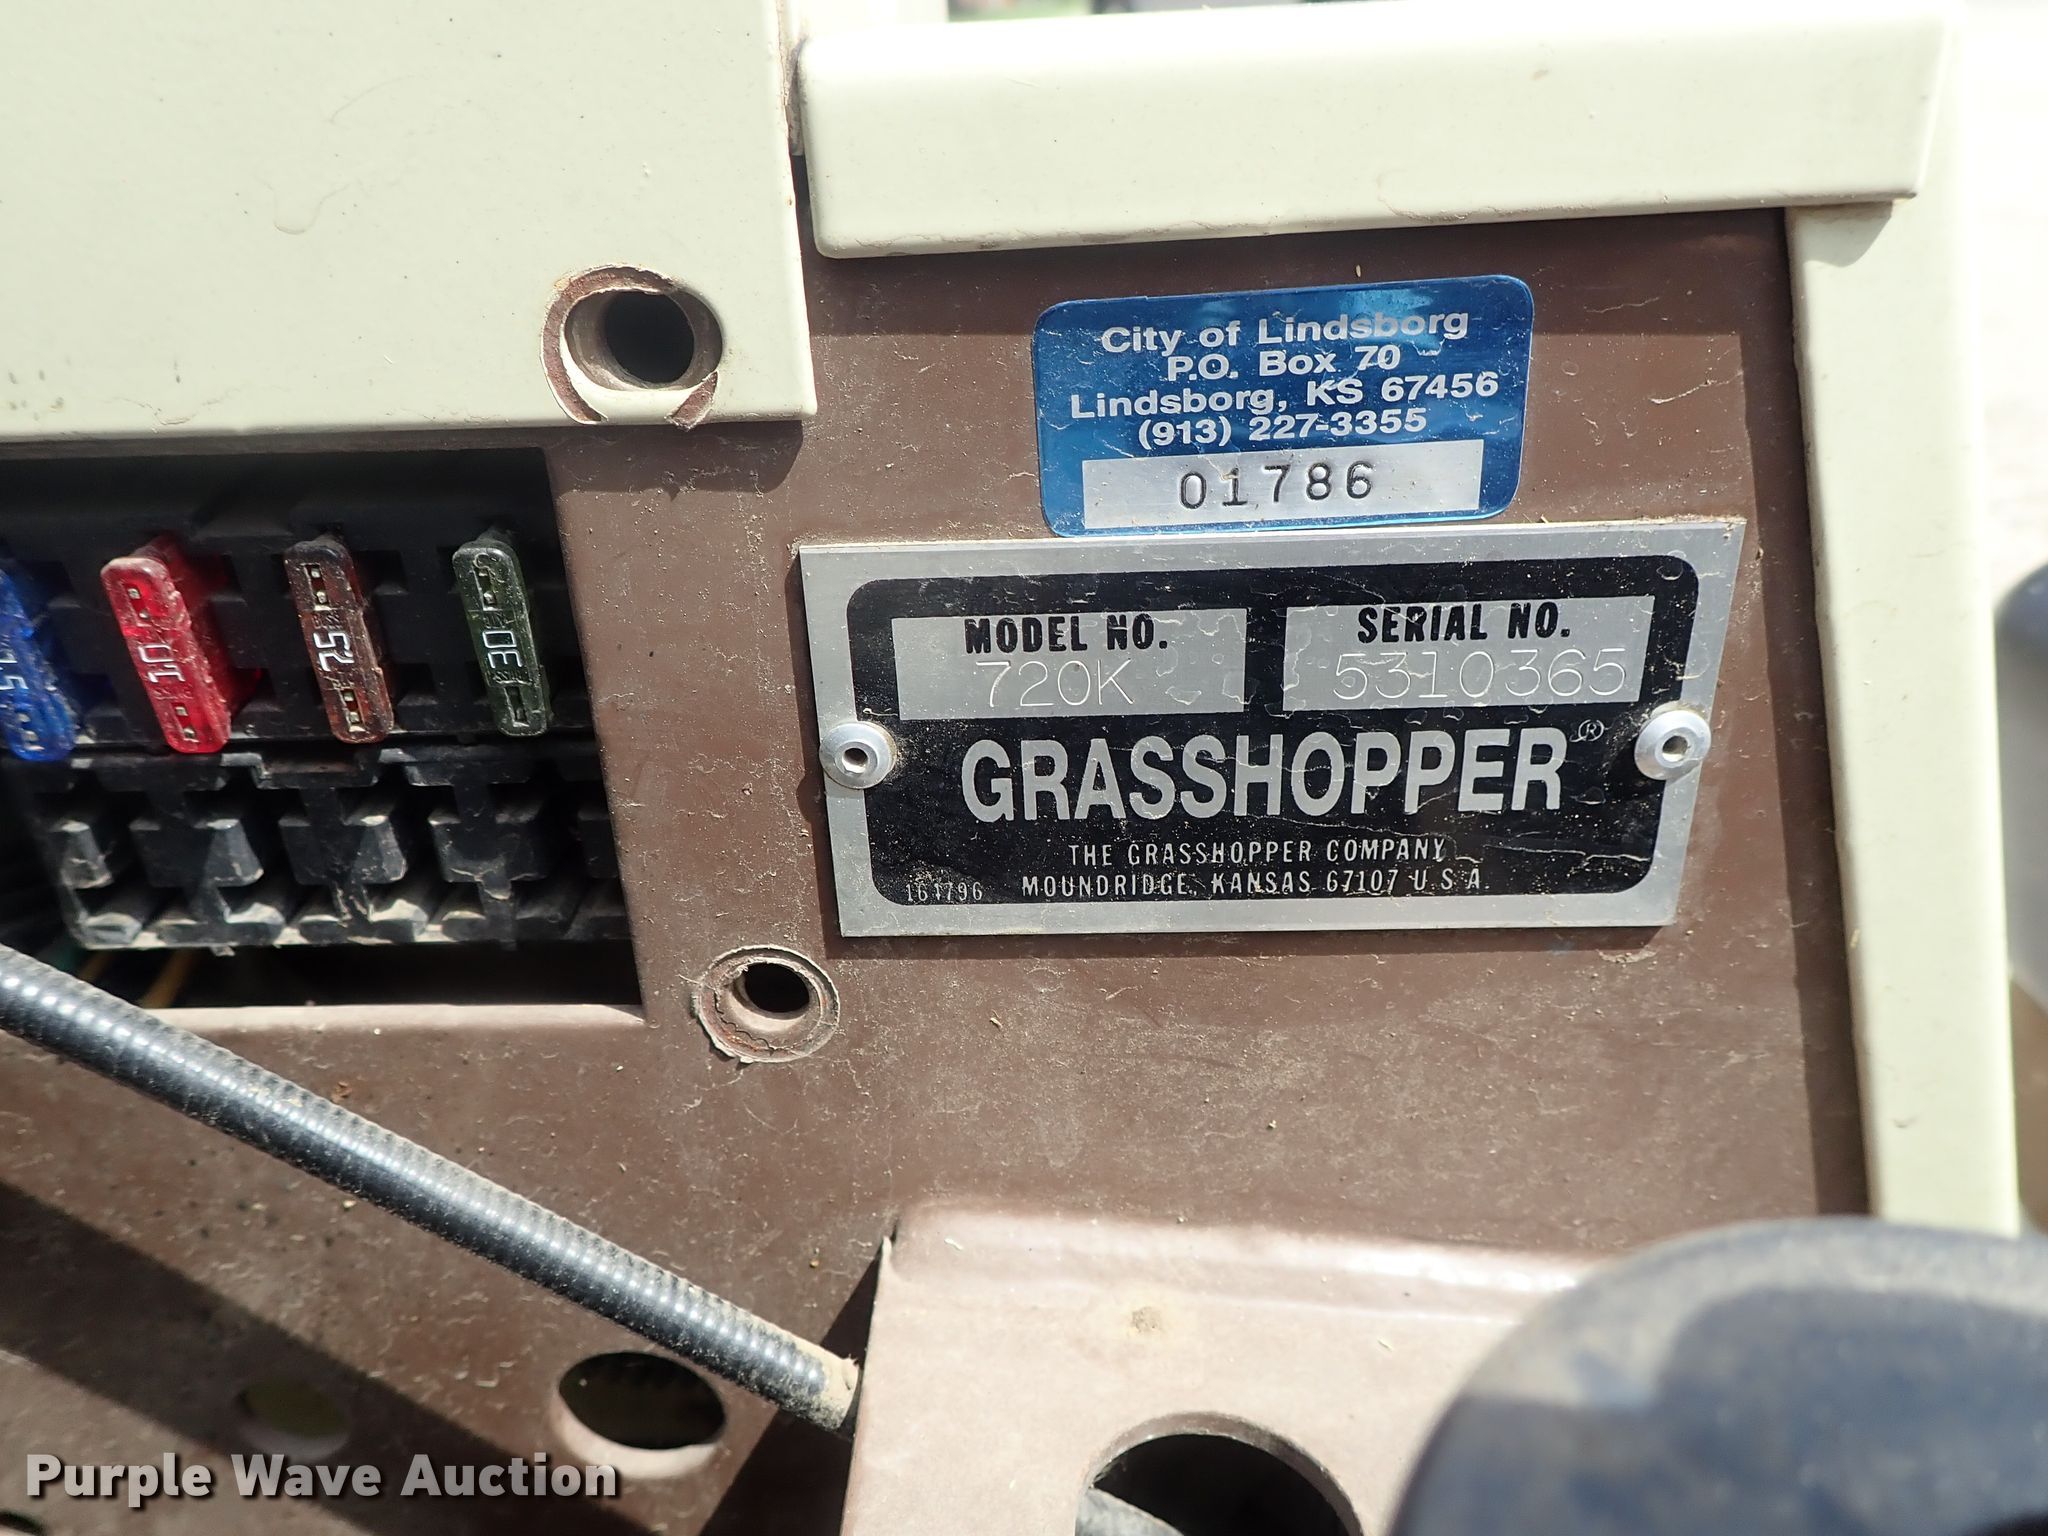 City of Lindsborg
P.O. Box 70
Lindsborg, KS 67456
(913) 227-3355
01786
MODEL NO.
720K
SERIAL NO.
5310365
GRASSHOPPER®
THE GRASSHOPPER COMPANY
MOUNDRIDGE, KANSAS 67107 U S A.
161796
10
25
30
Purple Wave Auction